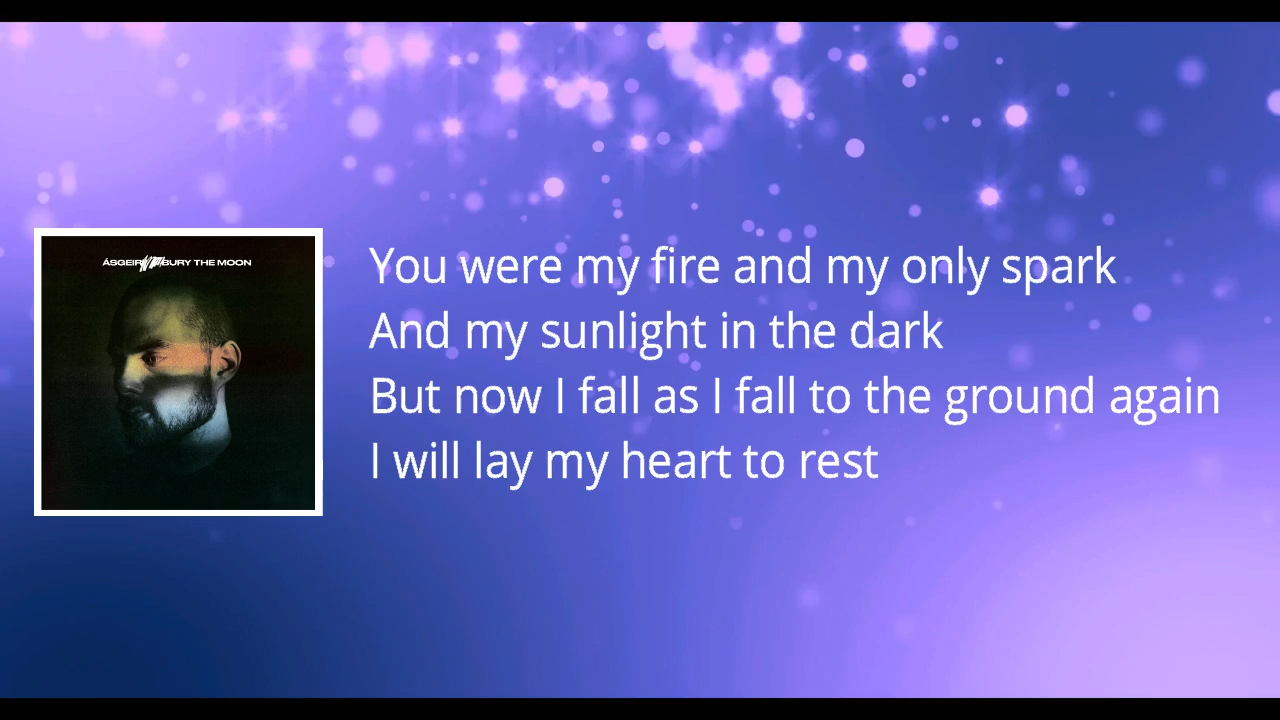 ÁSGEIR BURY THE MOON
You were my fire and my only spark
And my sunlight in the dark
But now I fall as I fall to the ground again
I will lay my heart to rest